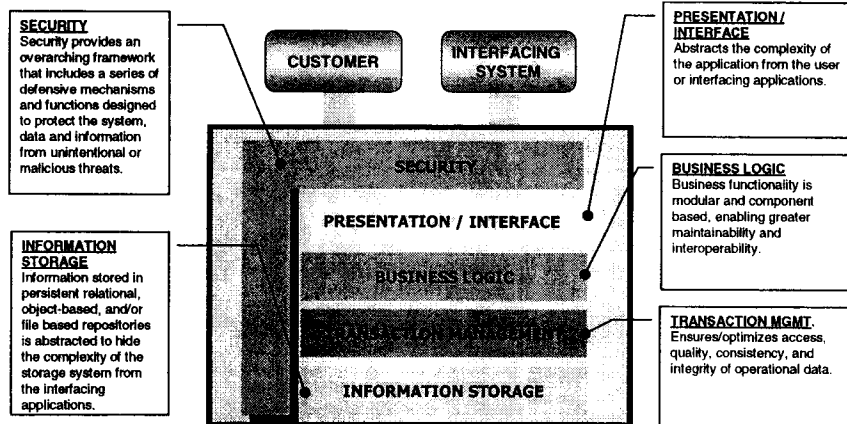 SECURITY
Security provides an
overarching framework
that includes a series of
defensive mechanisms
and functions designed
to protect the system,
data and information
from unintentional or
malicious threats.
INFORMATION
STORAGE
Information stored in
persistent relational,
object-based, and/or
file based repositories
is abstracted to hide
the complexity of the
storage system from
the interfacing
applications.
CUSTOMER
INTERFACING
SYSTEM
SECURITY
PRESENTATION / INTERFACE
BUSINESS LOGIC
TRANSACTION MANAGEMENT
INFORMATION STORAGE
PRESENTATION /
INTERFACE
Abstracts the complexity of
the application from the user
or interfacing applications.
BUSINESS LOGIC
Business functionality is
modular and component
based, enabling greater
maintainability and
interoperability.
TRANSACTION MGMT.
Ensures/optimizes access,
quality, consistency, and
integrity of operational data.